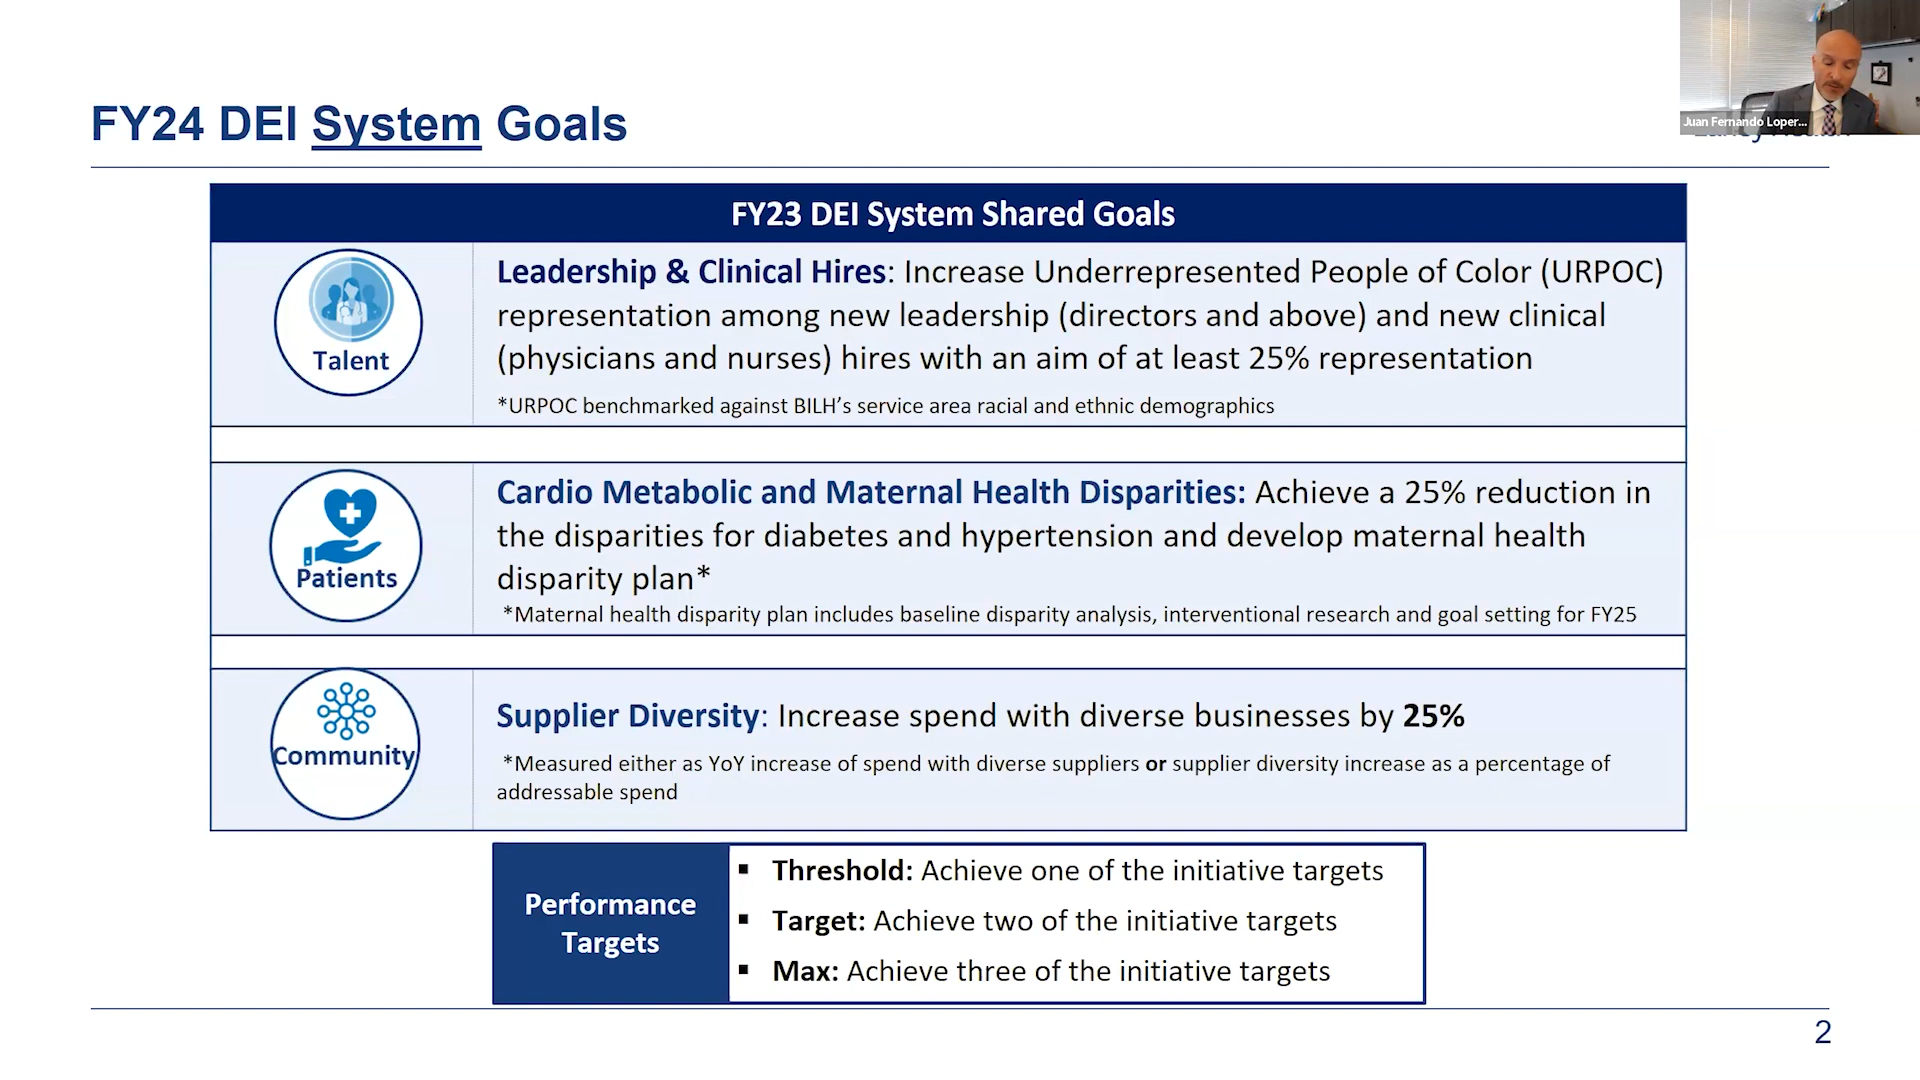 Juan Fernando Loper...
FY24 DEI System Goals
FY23 DEI System Shared Goals
Talent
Leadership & Clinical Hires: Increase Underrepresented People of Color (URPOC)
representation among new leadership (directors and above) and new clinical
(physicians and nurses) hires with an aim of at least 25% representation
*URPOC benchmarked against BILH’s service area racial and ethnic demographics
Patients
Cardio Metabolic and Maternal Health Disparities: Achieve a 25% reduction in
the disparities for diabetes and hypertension and develop maternal health
disparity plan*
*Maternal health disparity plan includes baseline disparity analysis, interventional research and goal setting for FY25
Community
Supplier Diversity: Increase spend with diverse businesses by 25%
*Measured either as YoY increase of spend with diverse suppliers or supplier diversity increase as a percentage of
addressable spend
Performance
Targets
▪ Threshold: Achieve one of the initiative targets
▪ Target: Achieve two of the initiative targets
▪ Max: Achieve three of the initiative targets
2